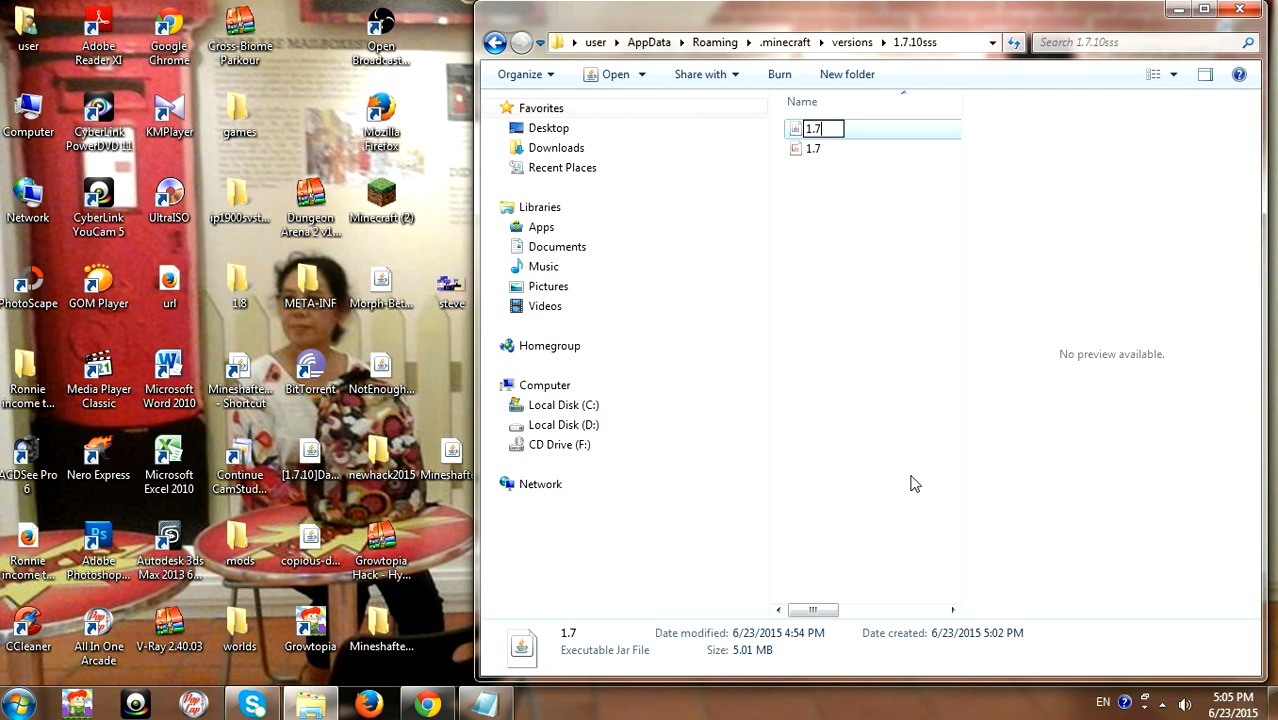 user
Adobe Reader XI
Google Chrome
Cross-Biome Parkour
Open Broadcast...
Computer
CyberLink PowerDVD 11
KMPlayer
games
Mozilla Firefox
Network
CyberLink YouCam 5
UltraISO
ip1900svst...
Dungeon Arena 2 v1...
Minecraft (2)
PhotoScape
GOM Player
url
1.8
META-INF
Morph-Bet...
steve
Ronnie income t...
Media Player Classic
Microsoft Word 2010
Mineshafte... - Shortcut
BitTorrent
NotEnough...
ACDSee Pro 6
Nero Express
Microsoft Excel 2010
Continue CamStud...
[1.7.10]Da...
newhack2015
Mineshafte
Ronnie income t...
Adobe Photoshop...
Autodesk 3ds Max 2013 6...
mods
copious-d...
Growtopia Hack - Hy...
CCleaner
All In One Arcade
V-Ray 2.40.03
worlds
Growtopia
Mineshafte...
user AppData Roaming .minecraft versions 1.7.10sss
Search 1.7.10sss
Organize Open Share with Burn New folder
Name
1.7
1.7
Favorites
Desktop
Downloads
Recent Places
Libraries
Apps
Documents
Music
Pictures
Videos
Homegroup
Computer
Local Disk (C:)
Local Disk (D:)
CD Drive (F:)
Network
No preview available.
1.7 Date modified: 6/23/2015 4:54 PM Date created: 6/23/2015 5:02 PM
Executable Jar File Size: 5.01 MB
EN
5:05 PM
6/23/2015